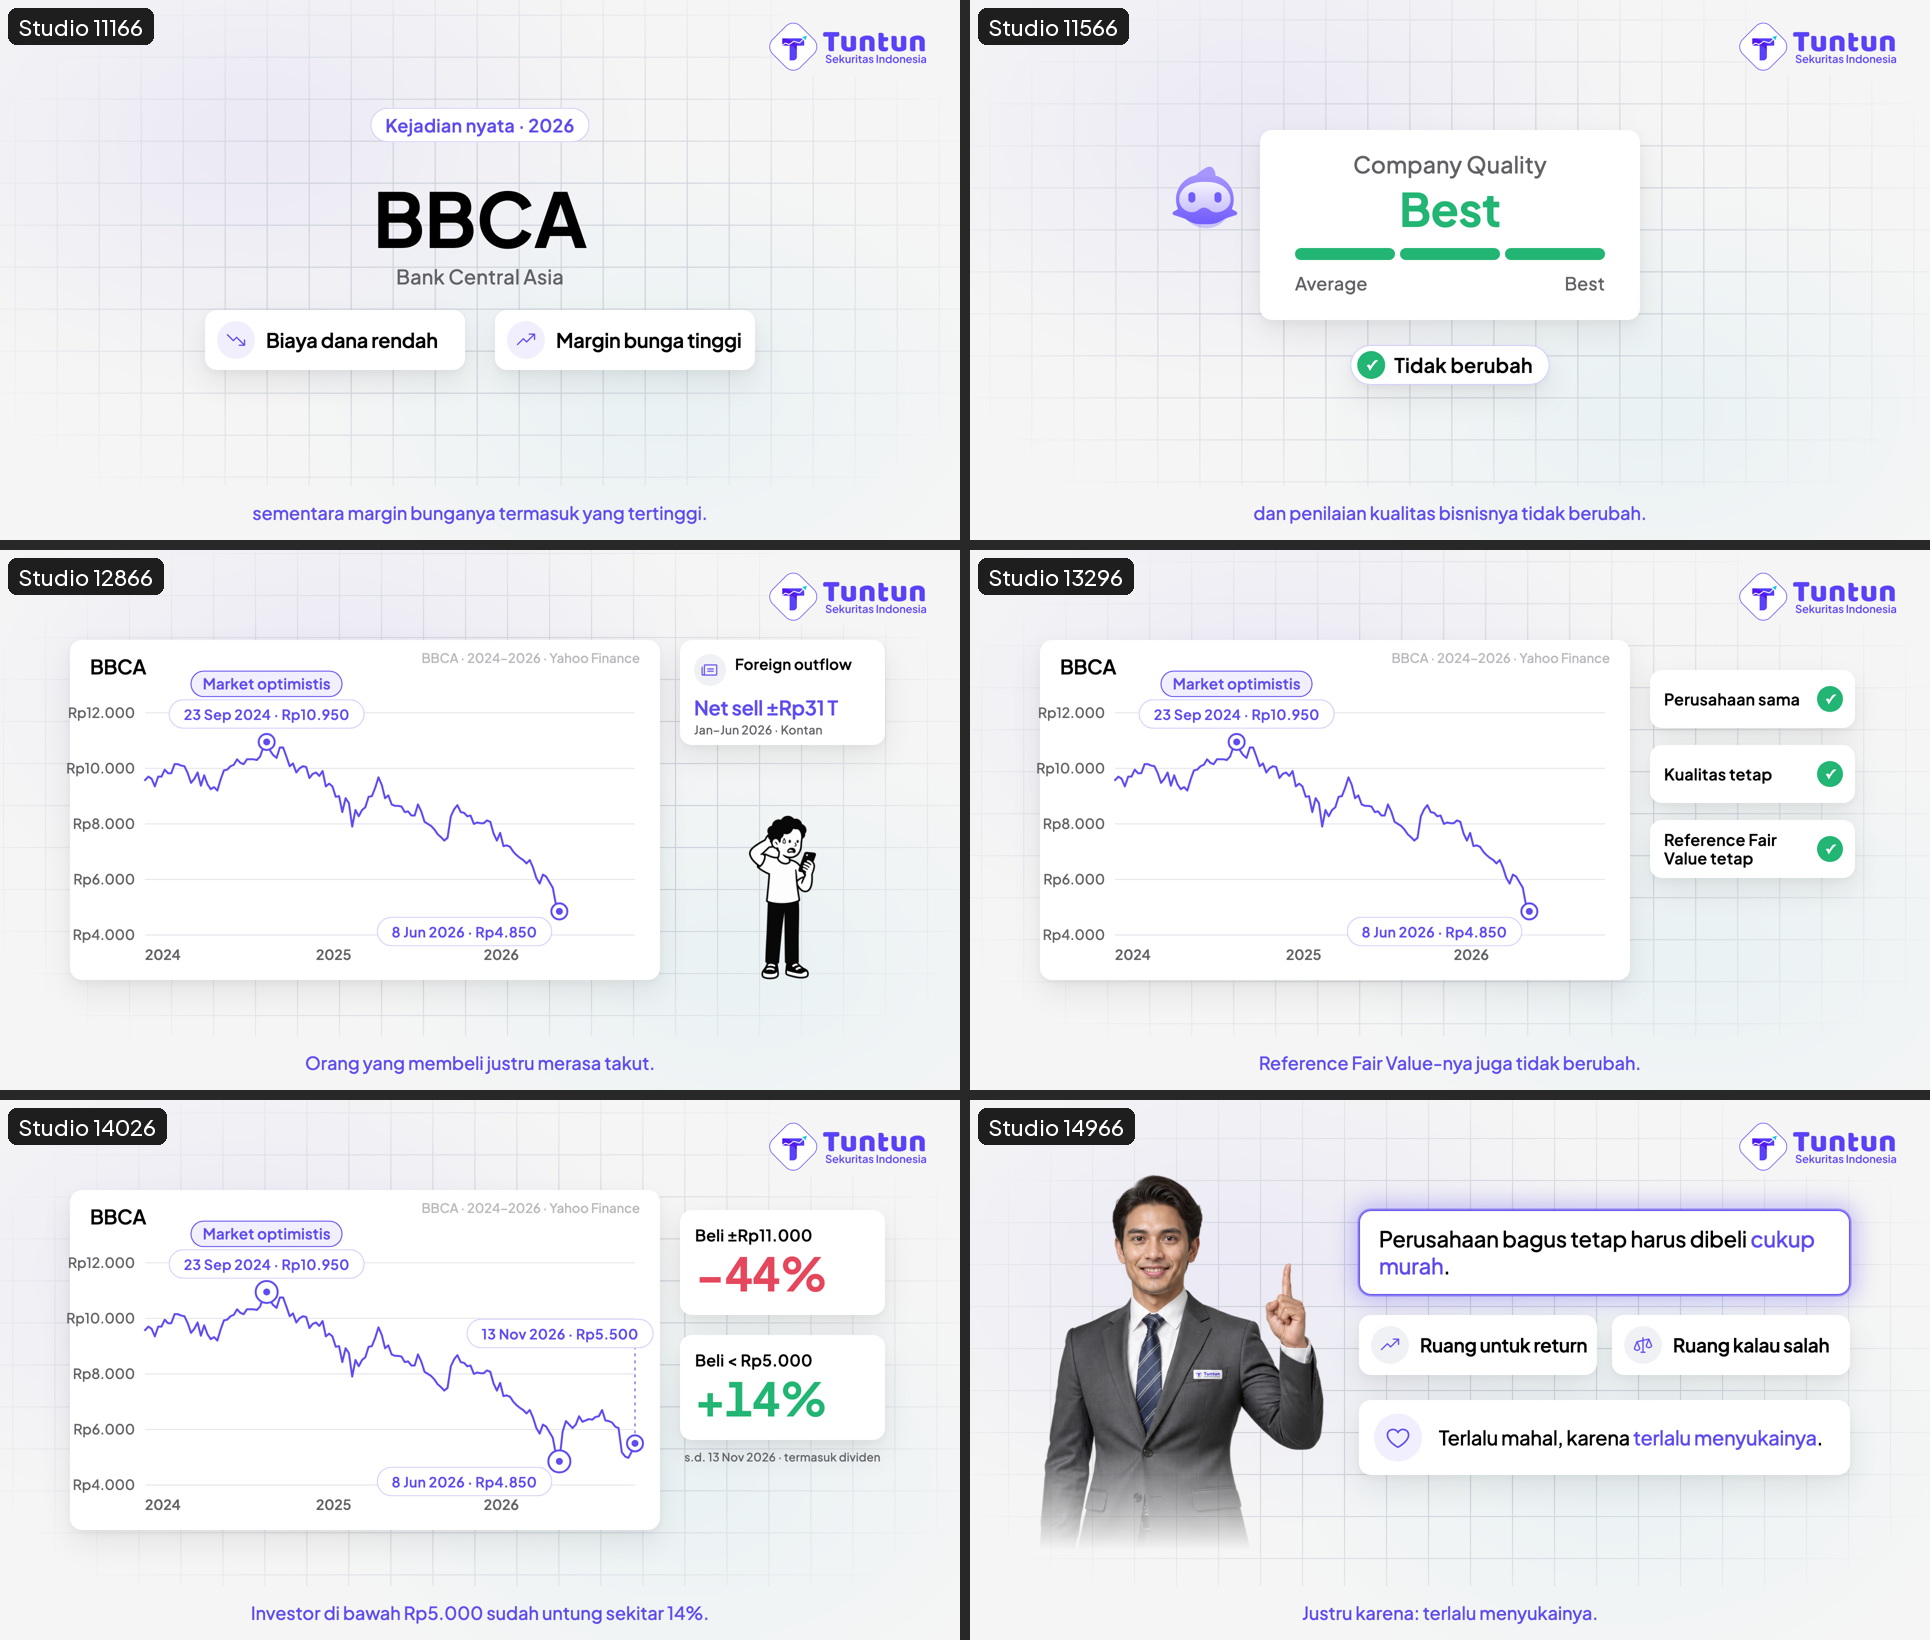 Studio 11166
Tuntun
Sekuritas Indonesia
Kejadian nyata · 2026
BBCA
Bank Central Asia
Biaya dana rendah
Margin bunga tinggi
sementara margin bunganya termasuk yang tertinggi.
Studio 11566
Tuntun
Sekuritas Indonesia
Company Quality
Best
Average
Best
Tidak berubah
dan penilaian kualitas bisnisnya tidak berubah.
Studio 12866
Tuntun
Sekuritas Indonesia
BBCA
BBCA · 2024–2026 · Yahoo Finance
Market optimistis
23 Sep 2024 · Rp10.950
Rp12.000
Rp10.000
Rp8.000
Rp6.000
Rp4.000
8 Jun 2026 · Rp4.850
2024
2025
2026
Foreign outflow
Net sell ±Rp31 T
Jan–Jun 2026 · Kontan
Orang yang membeli justru merasa takut.
Studio 13296
Tuntun
Sekuritas Indonesia
BBCA
BBCA · 2024–2026 · Yahoo Finance
Market optimistis
23 Sep 2024 · Rp10.950
Rp12.000
Rp10.000
Rp8.000
Rp6.000
Rp4.000
8 Jun 2026 · Rp4.850
2024
2025
2026
Perusahaan sama
Kualitas tetap
Reference Fair
Value tetap
Reference Fair Value-nya juga tidak berubah.
Studio 14026
Tuntun
Sekuritas Indonesia
BBCA
BBCA · 2024–2026 · Yahoo Finance
Market optimistis
23 Sep 2024 · Rp10.950
Rp12.000
Rp10.000
13 Nov 2026 · Rp5.500
Rp8.000
Rp6.000
Rp4.000
8 Jun 2026 · Rp4.850
2024
2025
2026
Beli ±Rp11.000
−44%
Beli < Rp5.000
+14%
s.d. 13 Nov 2026 · termasuk dividen
Investor di bawah Rp5.000 sudah untung sekitar 14%.
Studio 14966
Tuntun
Sekuritas Indonesia
Tuntun
Perusahaan bagus tetap harus dibeli cukup
murah.
Ruang untuk return
Ruang kalau salah
Terlalu mahal, karena terlalu menyukainya.
Justru karena: terlalu menyukainya.